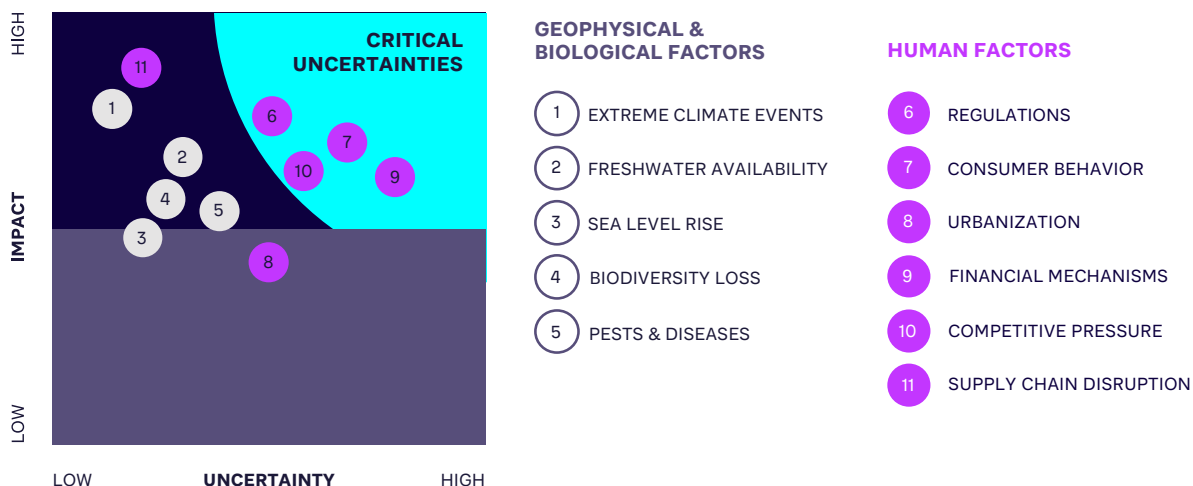 HIGH
IMPACT
LOW
CRITICAL
UNCERTAINTIES
11
1
6
7
2
10
9
4
5
3
8
LOW UNCERTAINTY HIGH
GEOPHYSICAL &
BIOLOGICAL FACTORS
1 EXTREME CLIMATE EVENTS
2 FRESHWATER AVAILABILITY
3 SEA LEVEL RISE
4 BIODIVERSITY LOSS
5 PESTS & DISEASES
HUMAN FACTORS
6 REGULATIONS
7 CONSUMER BEHAVIOR
8 URBANIZATION
9 FINANCIAL MECHANISMS
10 COMPETITIVE PRESSURE
11 SUPPLY CHAIN DISRUPTION